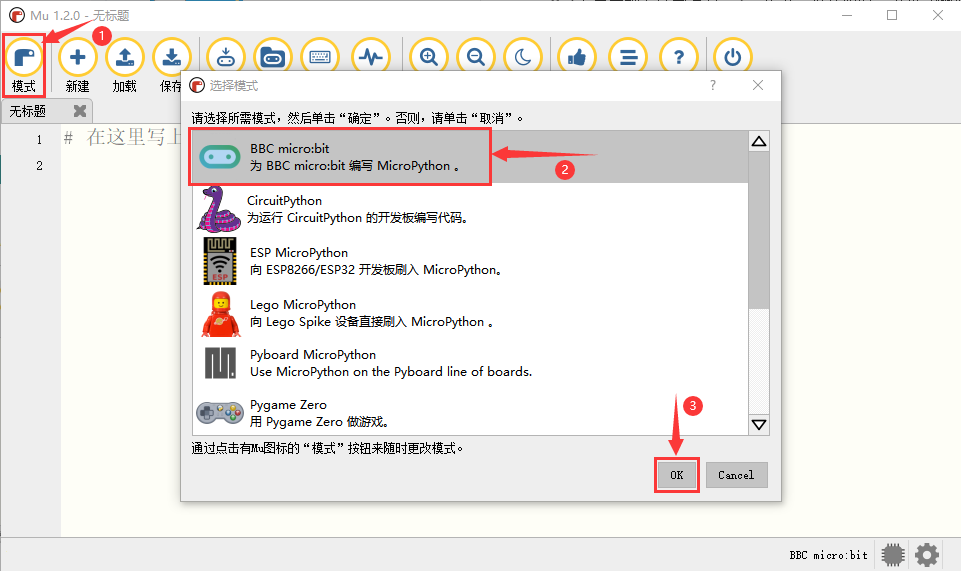 Mu 1.2.0 - 无标题
1
模式
新建
加载
保存
选择模式
?
无标题
请选择所需模式，然后单击“确定”。否则，请单击“取消”。
1
# 在这里写上
2
BBC micro:bit
为 BBC micro:bit 编写 MicroPython 。
2
CircuitPython
为运行 CircuitPython 的开发板编写代码。
ESP MicroPython
向 ESP8266/ESP32 开发板刷入 MicroPython。
ESP
Lego MicroPython
向 Lego Spike 设备直接刷入 MicroPython 。
Pyboard MicroPython
Use MicroPython on the Pyboard line of boards.
Pygame Zero
用 Pygame Zero 做游戏。
3
通过点击有Mu图标的“模式”按钮来随时更改模式。
OK
Cancel
BBC micro:bit